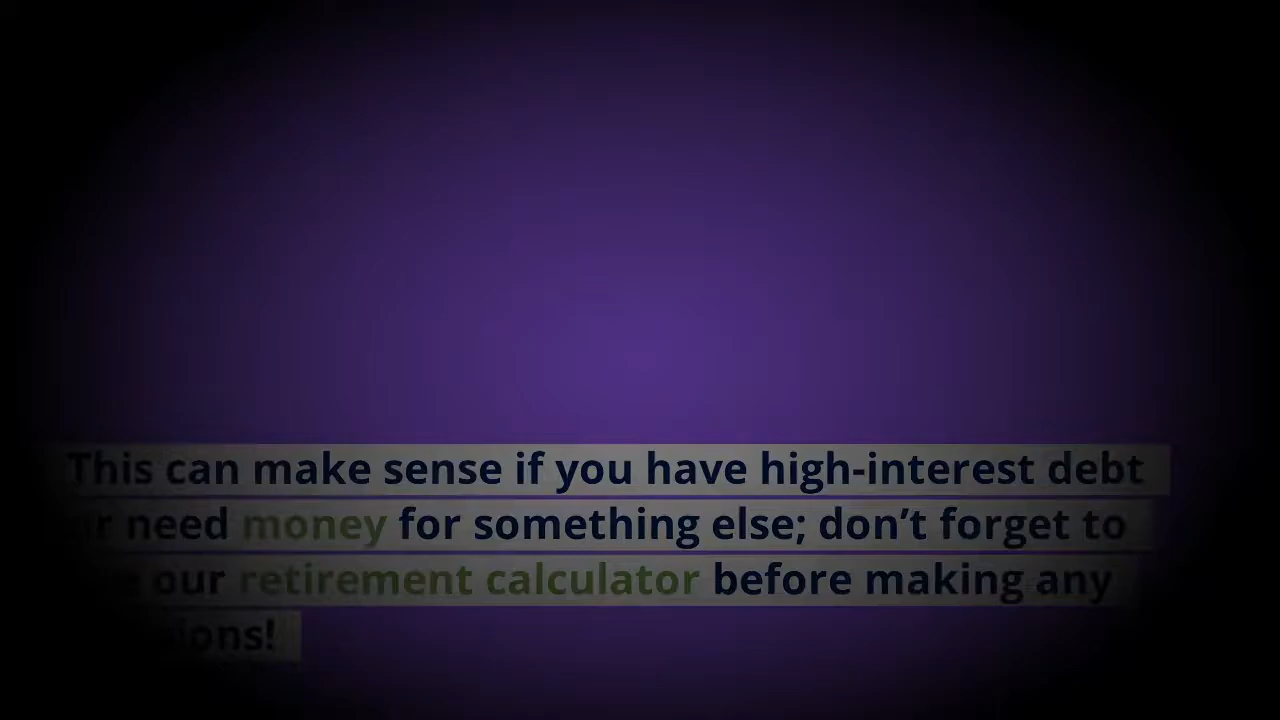 This can make sense if you have high-interest debt
or need money for something else; don’t forget to
our retirement calculator before making any